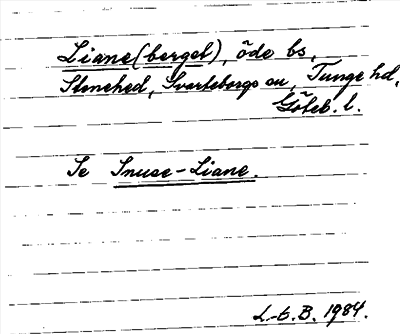 Liane(berget), öde bs,
Stenehed, Svarteborgs sn, Tunge hd,
Göteb. l.
Se Snuse-Liane.
L-G.B. 1984.